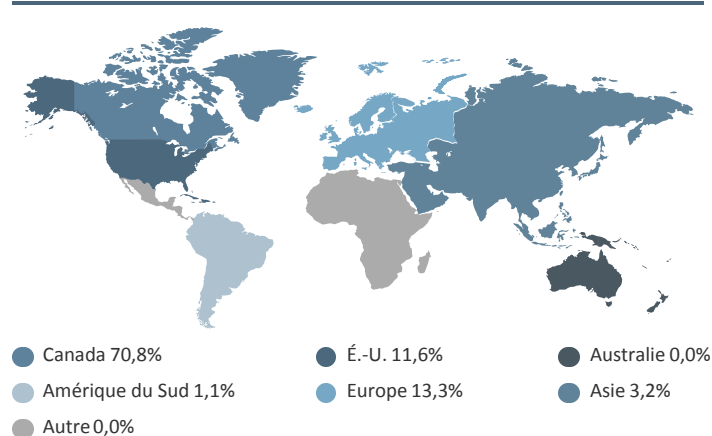 Canada 70,8% É.-U. 11,6% Australie 0,0%
Amérique du Sud 1,1% Europe 13,3% Asie 3,2%
Autre 0,0%